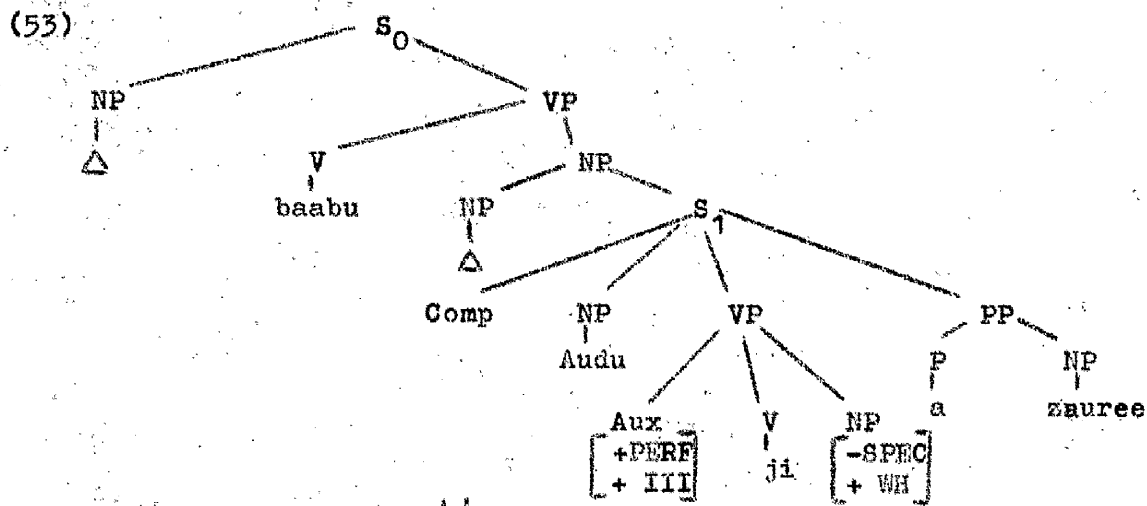 (53) S0
NP VP
Δ V NP
baabu NP S1
Δ
Comp NP VP PP
Audu P NP
Aux V NP a zauree
[+PERF] ji [-SPEC]
[+ III] [+ WH]